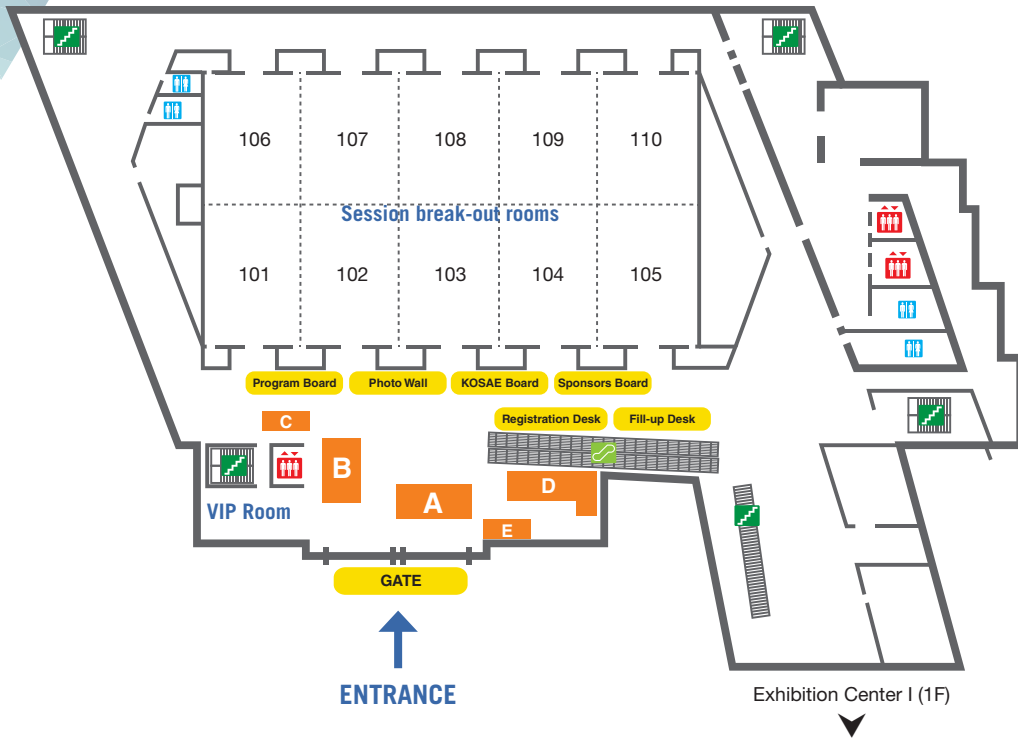 106
107
108
109
110
Session break-out rooms
101
102
103
104
105
Program Board
Photo Wall
KOSAE Board
Sponsors Board
C
Registration Desk
Fill-up Desk
B
VIP Room
A
D
E
GATE
ENTRANCE
Exhibition Center I (1F)